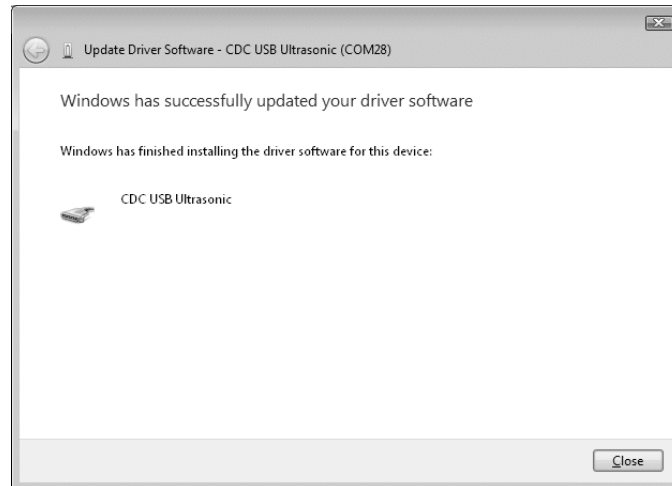 Update Driver Software - CDC USB Ultrasonic (COM28)
Windows has successfully updated your driver software
Windows has finished installing the driver software for this device:
CDC USB Ultrasonic
Close